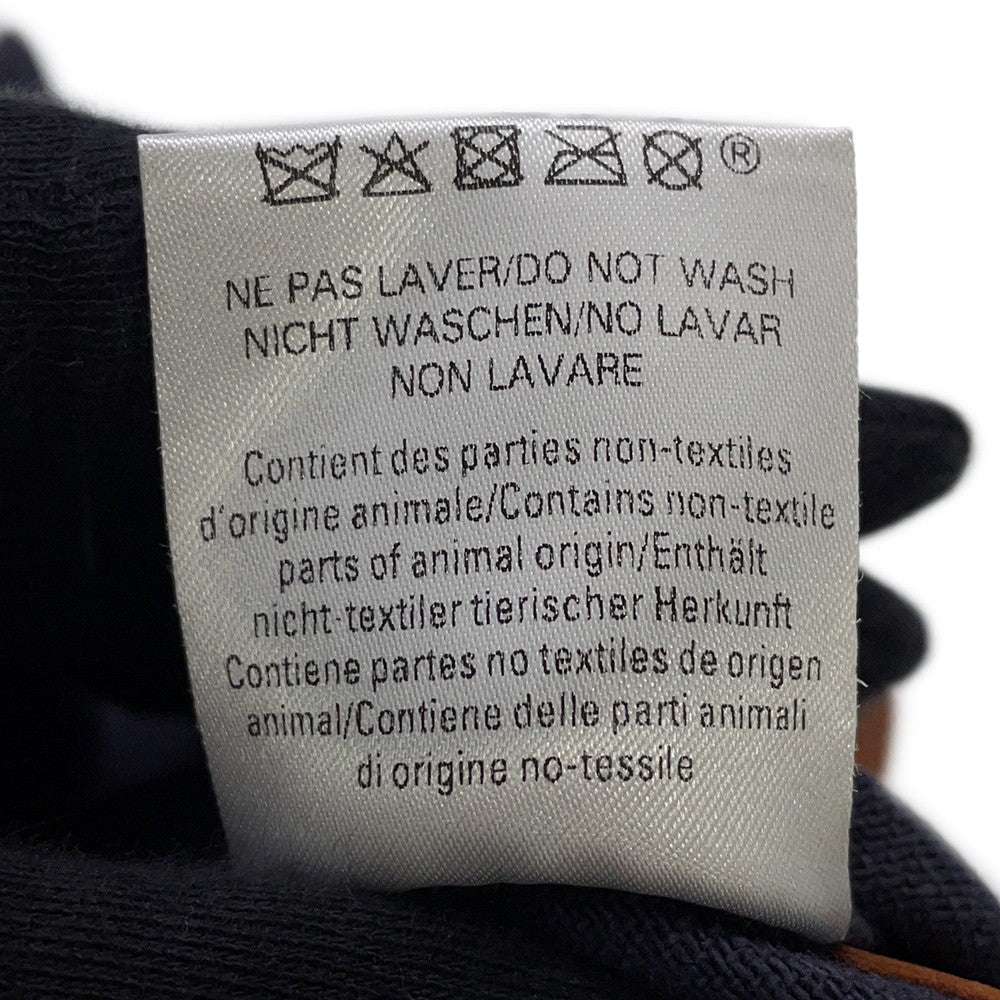 ®
NE PAS LAVER/DO NOT WASH
NICHT WASCHEN/NO LAVAR
NON LAVARE
Contient des parties non-textiles
d'origine animale/Contains non-textile
parts of animal origin/Enthält
nicht-textiler tierischer Herkunft
Contiene partes no textiles de origen
animal/Contiene delle parti animali
di origine no-tessile